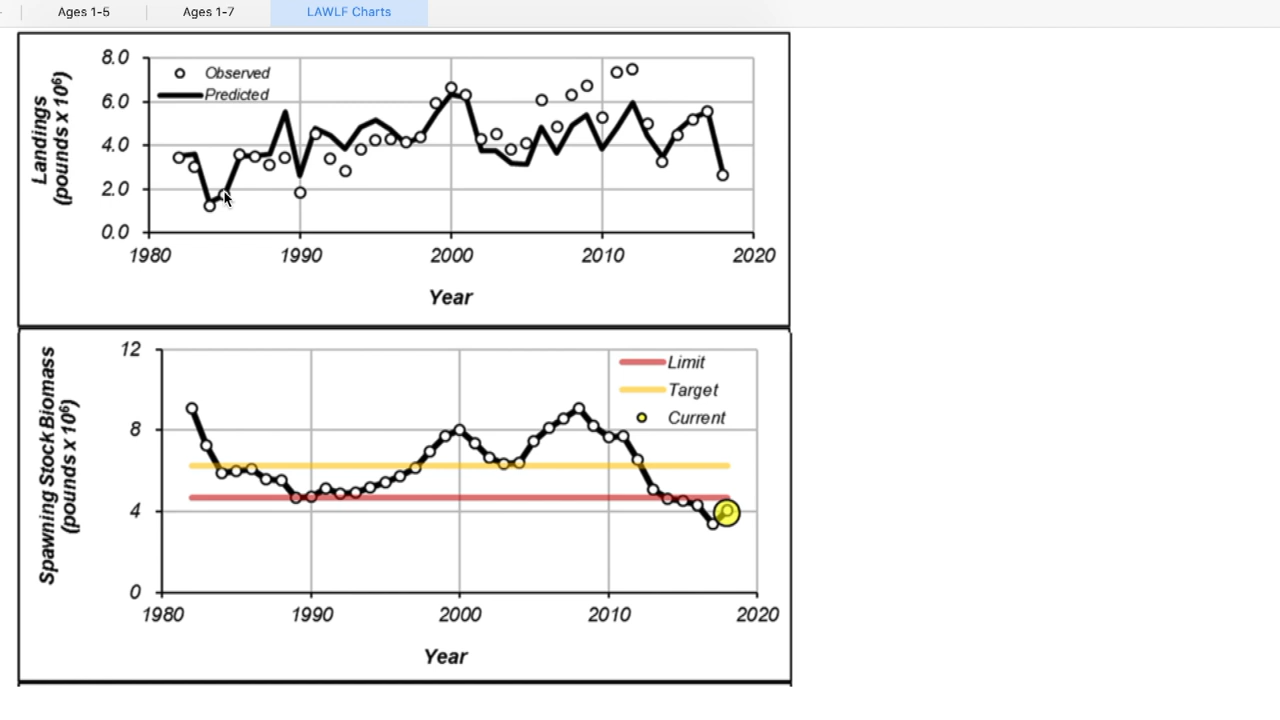 Ages 1-5 Ages 1-7 LAWLF Charts
Landings
(pounds x 10⁶)
8.0
6.0
4.0
2.0
0.0
Observed
Predicted
1980 1990 2000 2010 2020
Year
Spawning Stock Biomass
(pounds x 10⁶)
12
8
4
0
Limit
Target
Current
1980 1990 2000 2010 2020
Year